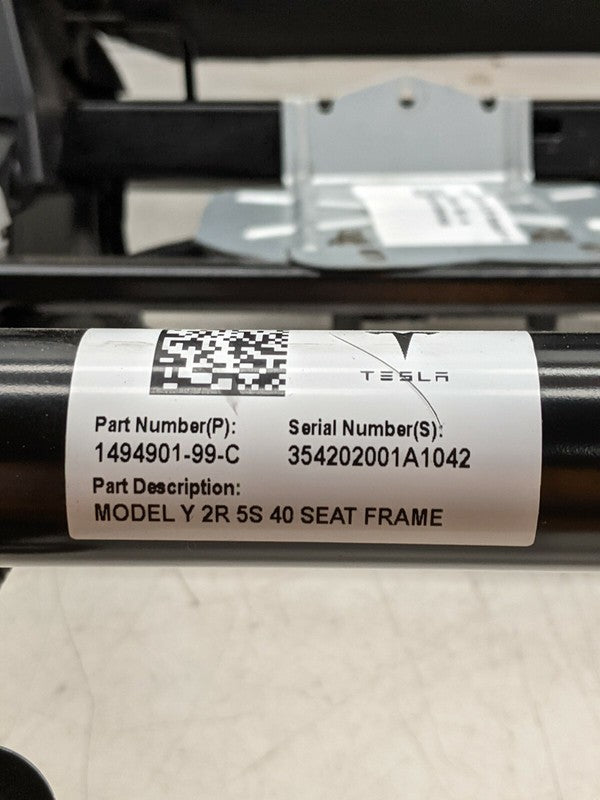 TESLA
Part Number(P): Serial Number(S):
1494901-99-C 354202001A1042
Part Description:
MODEL Y 2R 5S 40 SEAT FRAME